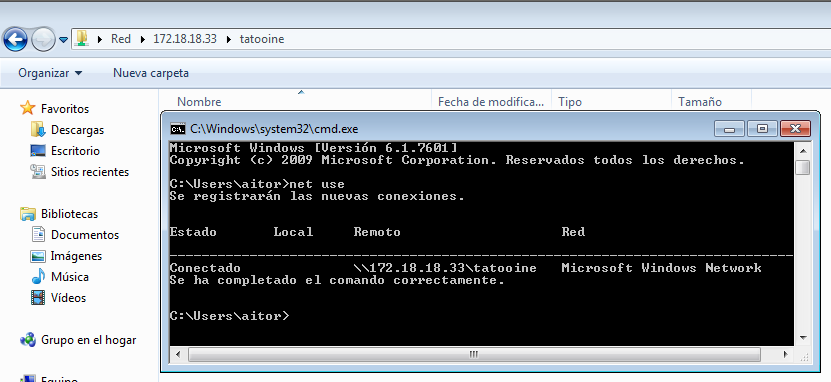 Red 172.18.18.33 tatooine
Organizar Nueva carpeta
Nombre Fecha de modifica... Tipo Tamaño
Favoritos
Descargas
Escritorio
Sitios recientes
Bibliotecas
Documentos
Imágenes
Música
Vídeos
Grupo en el hogar
Equipo
C:\Windows\system32\cmd.exe
Microsoft Windows [Versión 6.1.7601]
Copyright (c) 2009 Microsoft Corporation. Reservados todos los derechos.
C:\Users\aitor>net use
Se registrarán las nuevas conexiones.
Estado Local Remoto Red
-------------------------------------------------------------------------------
Conectado \\172.18.18.33\tatooine Microsoft Windows Network
Se ha completado el comando correctamente.
C:\Users\aitor>